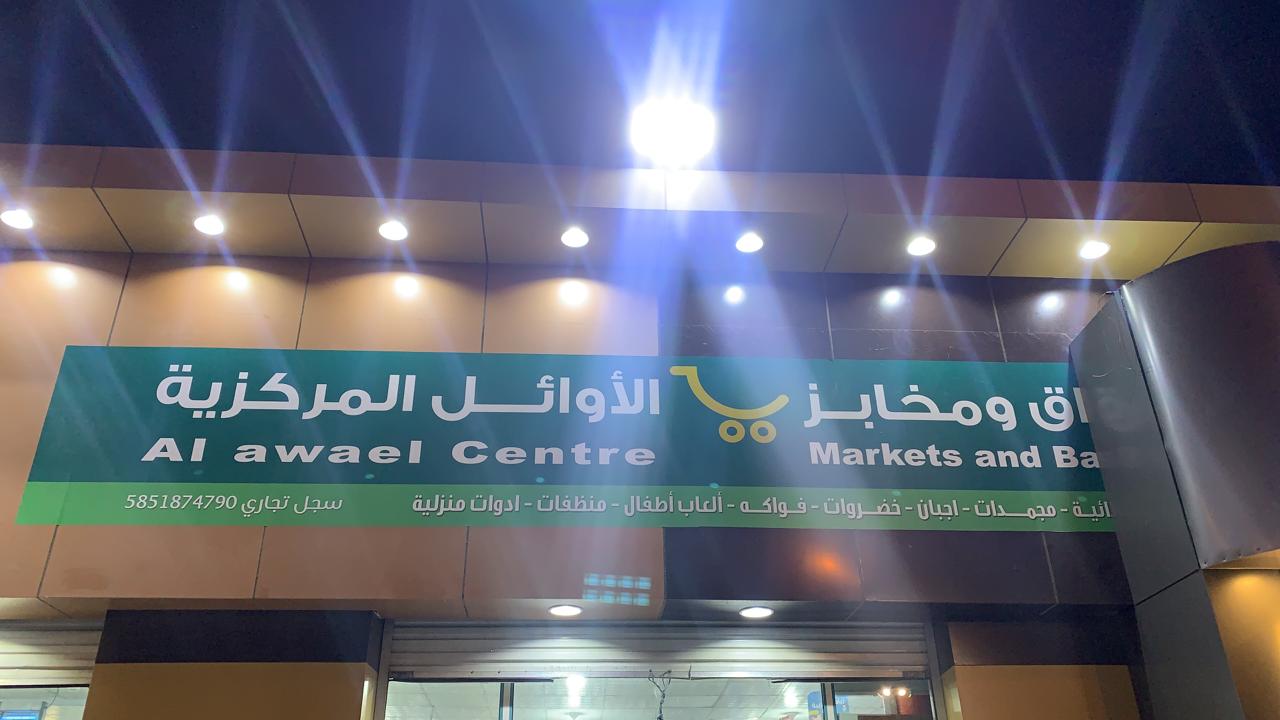 ومخابز الأوائل المركزية
Markets and
Al awael Centre
مجمدات - اجبان - خضروات - فواكه - ألعاب أطفال - منظفات - ادوات منزلية
سجل تجاري 5851874790